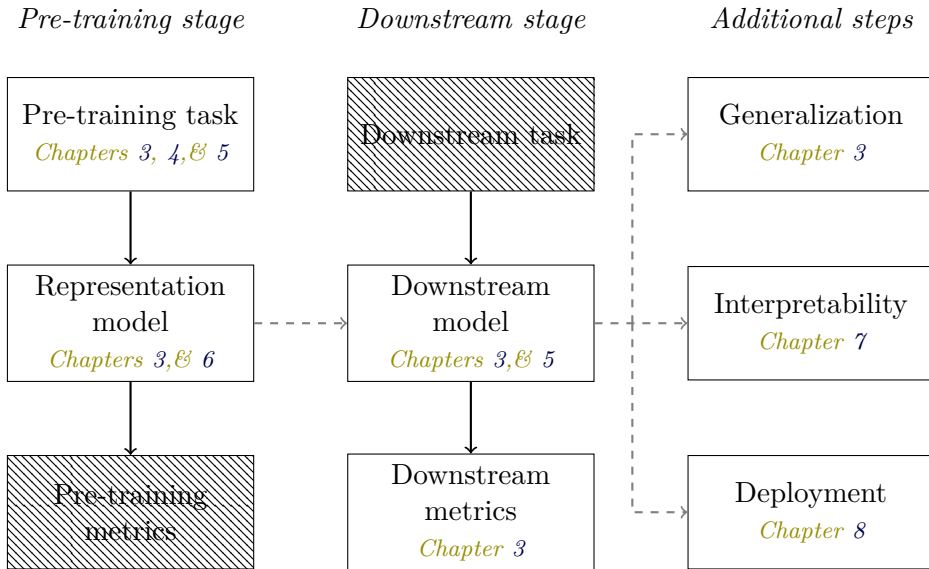 Pre-training stage
Downstream stage
Additional steps
Pre-training task
Chapters 3, 4,& 5
Downstream task
Generalization
Chapter 3
Representation
model
Chapters 3,& 6
Downstream
model
Chapters 3,& 5
Interpretability
Chapter 7
Pre-training
metrics
Downstream
metrics
Chapter 3
Deployment
Chapter 8